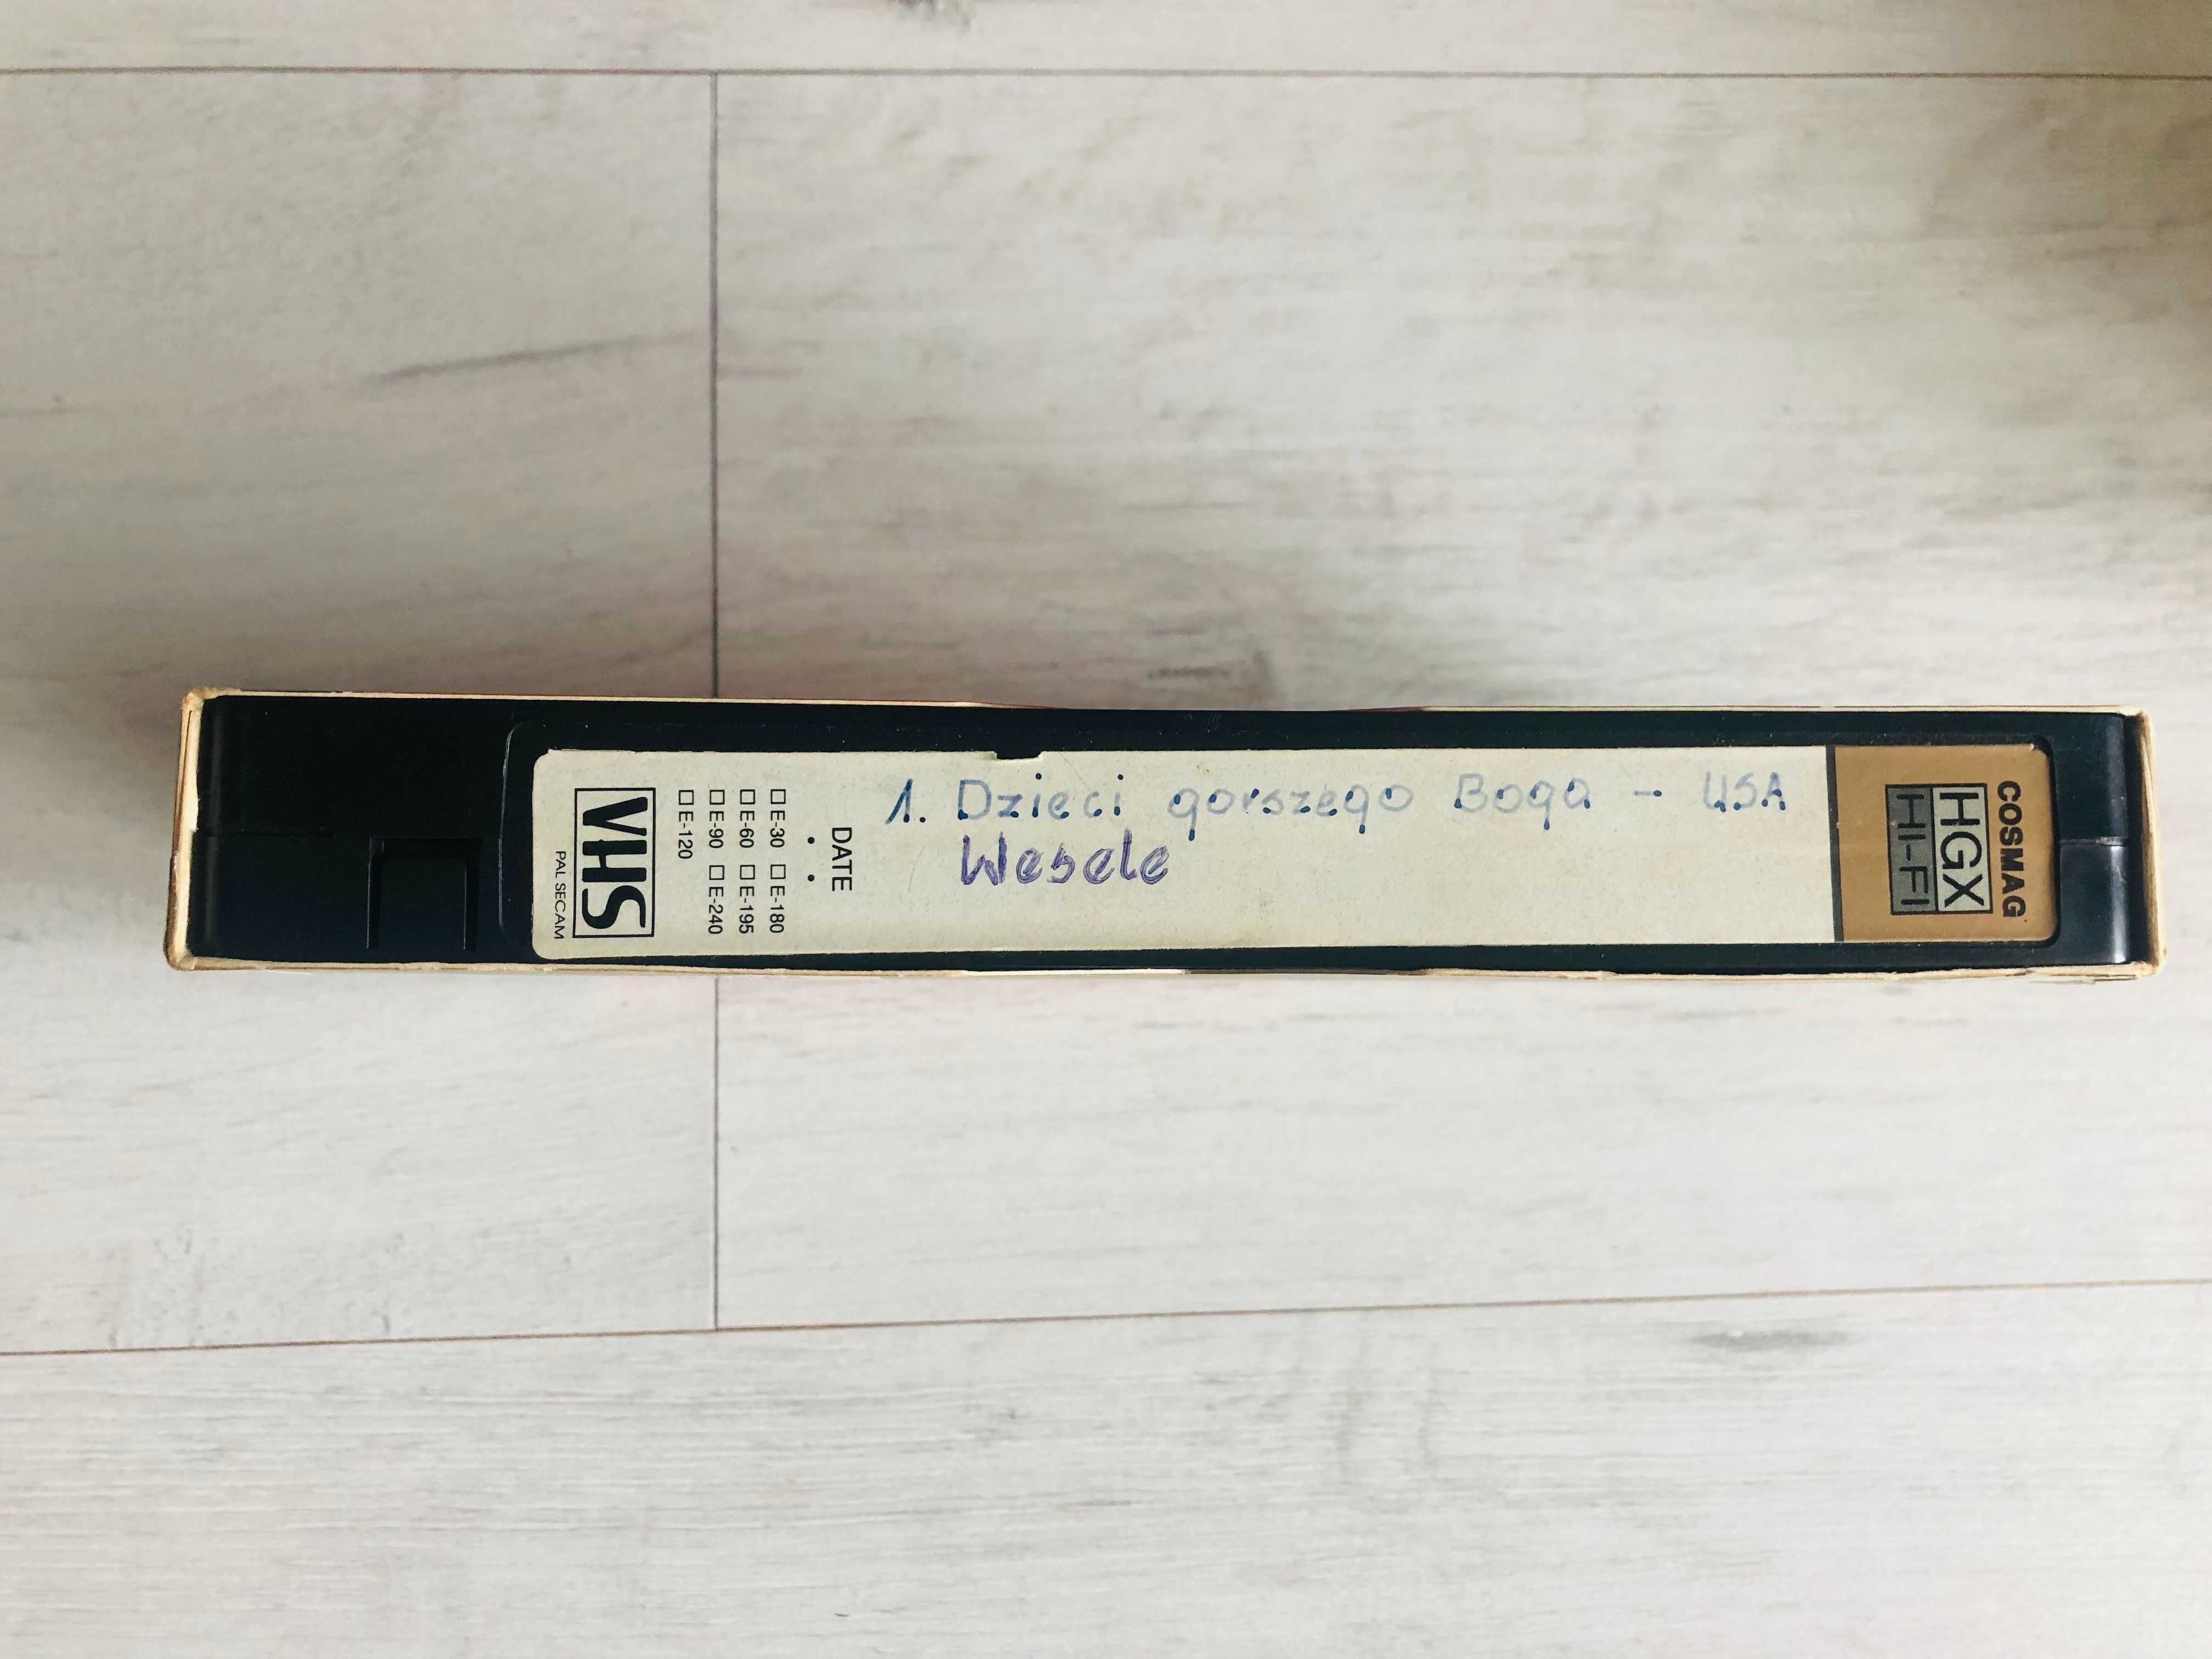 1. Dzieci gorszego Boga - USA
Wesele
COSMAG
HGX
HI-FI
DATE
. .
□ E-30 □ E-180
□ E-60 □ E-195
□ E-90 □ E-240
□ E-120
VHS
PAL SECAM